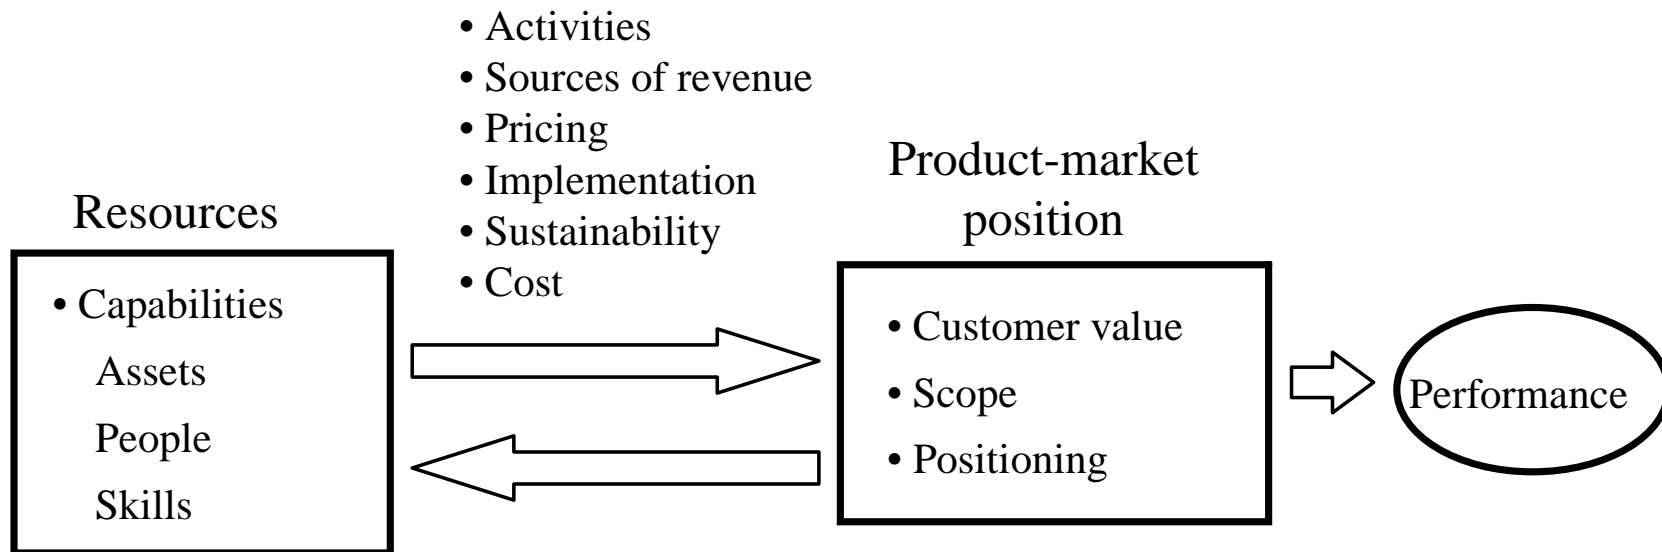 Resources
• Capabilities
Assets
People
Skills
• Activities
• Sources of revenue
• Pricing
• Implementation
• Sustainability
• Cost
Product-market
position
• Customer value
• Scope
• Positioning
Performance